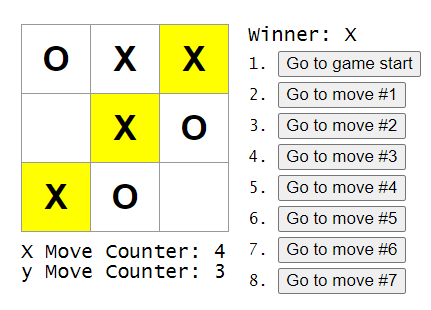 O X X
X O
X O
X Move Counter: 4
y Move Counter: 3
Winner: X
1. Go to game start
2. Go to move #1
3. Go to move #2
4. Go to move #3
5. Go to move #4
6. Go to move #5
7. Go to move #6
8. Go to move #7